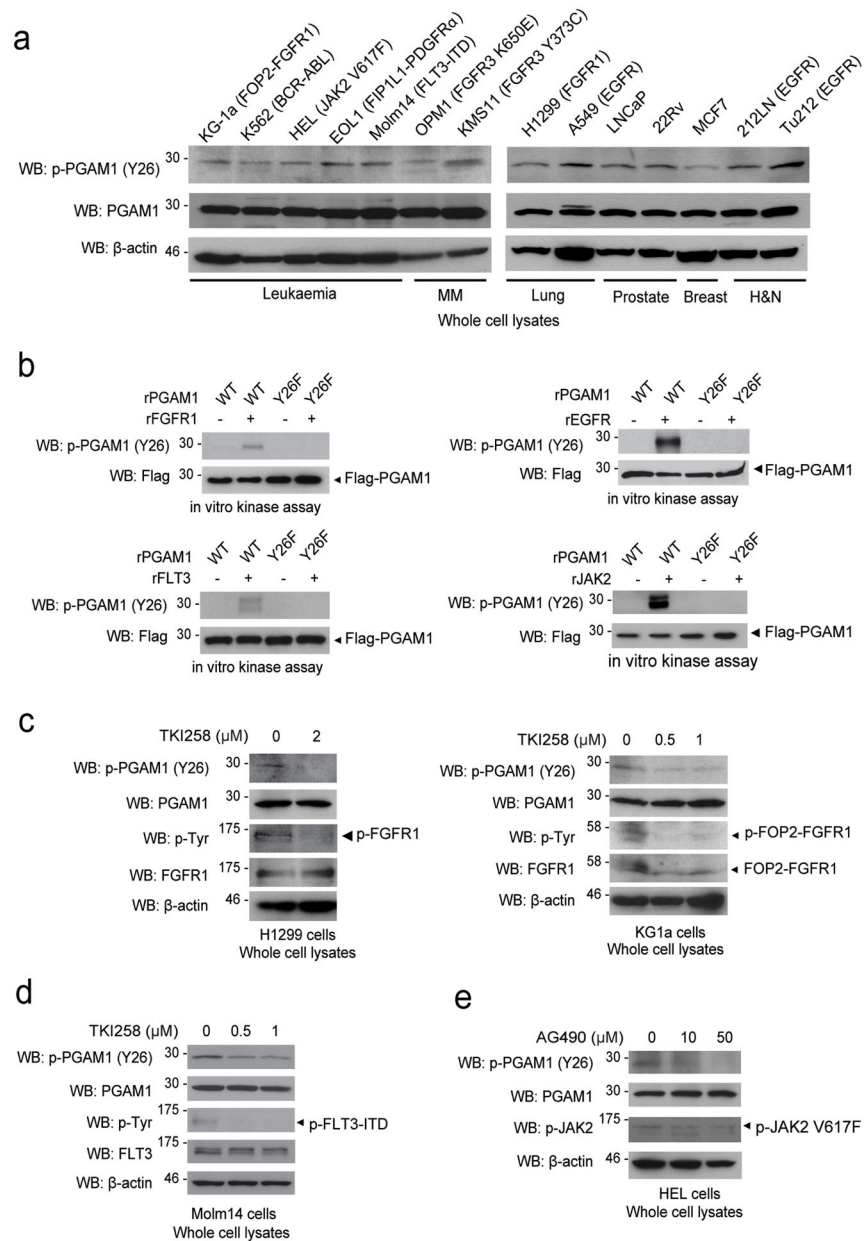 a
KG-1a (FOP2-FGFR1)
K562 (BCR-ABL)
HEL (JAK2 V617F)
EOL1 (FIP1L1-PDGFRα)
Molm14 (FLT3-ITD)
OPM1 (FGFR3 K650E)
KMS11 (FGFR3 Y373C)
H1299 (FGFR1)
A549 (EGFR)
LNCaP
22Rv
MCF7
212LN (EGFR)
Tu212 (EGFR)
WB: p-PGAM1 (Y26) 30
WB: PGAM1 30
WB: β-actin 46
Leukaemia MM Lung Prostate Breast H&N
Whole cell lysates
b
rPGAM1 WT WT Y26F Y26F
rFGFR1 - + - +
WB: p-PGAM1 (Y26) 30
WB: Flag 30 Flag-PGAM1
in vitro kinase assay
rPGAM1 WT WT Y26F Y26F
rEGFR - + - +
WB: p-PGAM1 (Y26) 30
WB: Flag 30 Flag-PGAM1
in vitro kinase assay
rPGAM1 WT WT Y26F Y26F
rFLT3 - + - +
WB: p-PGAM1 (Y26) 30
WB: Flag 30 Flag-PGAM1
in vitro kinase assay
rPGAM1 WT WT Y26F Y26F
rJAK2 - + - +
WB: p-PGAM1 (Y26) 30
WB: Flag 30 Flag-PGAM1
in vitro kinase assay
c
TKI258 (μM) 0 2
WB: p-PGAM1 (Y26) 30
WB: PGAM1 30
WB: p-Tyr 175 p-FGFR1
WB: FGFR1 175
WB: β-actin 46
H1299 cells
Whole cell lysates
TKI258 (μM) 0 0.5 1
WB: p-PGAM1 (Y26) 30
WB: PGAM1 30
WB: p-Tyr 58 p-FOP2-FGFR1
WB: FGFR1 58 FOP2-FGFR1
WB: β-actin 46
KG1a cells
Whole cell lysates
d
TKI258 (μM) 0 0.5 1
WB: p-PGAM1 (Y26) 30
WB: PGAM1 30
WB: p-Tyr 175 p-FLT3-ITD
WB: FLT3 175
WB: β-actin 46
Molm14 cells
Whole cell lysates
e
AG490 (μM) 0 10 50
WB: p-PGAM1 (Y26) 30
WB: PGAM1 30
WB: p-JAK2 175 p-JAK2 V617F
WB: β-actin 46
HEL cells
Whole cell lysates